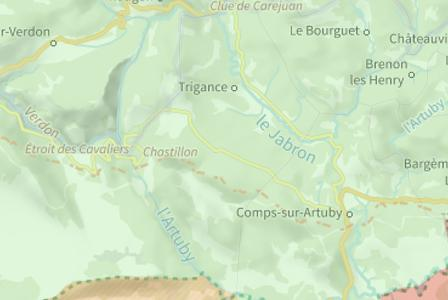 Clue de Carejuan
Le Bourguet
r-Verdon
Châteauvi
Brenon
les Henry
Trigance
l'Artuby
Verdon
le Jabron
Étroit des Cavaliers
Chastillon
Bargèm
l'Artuby
Comps-sur-Artuby